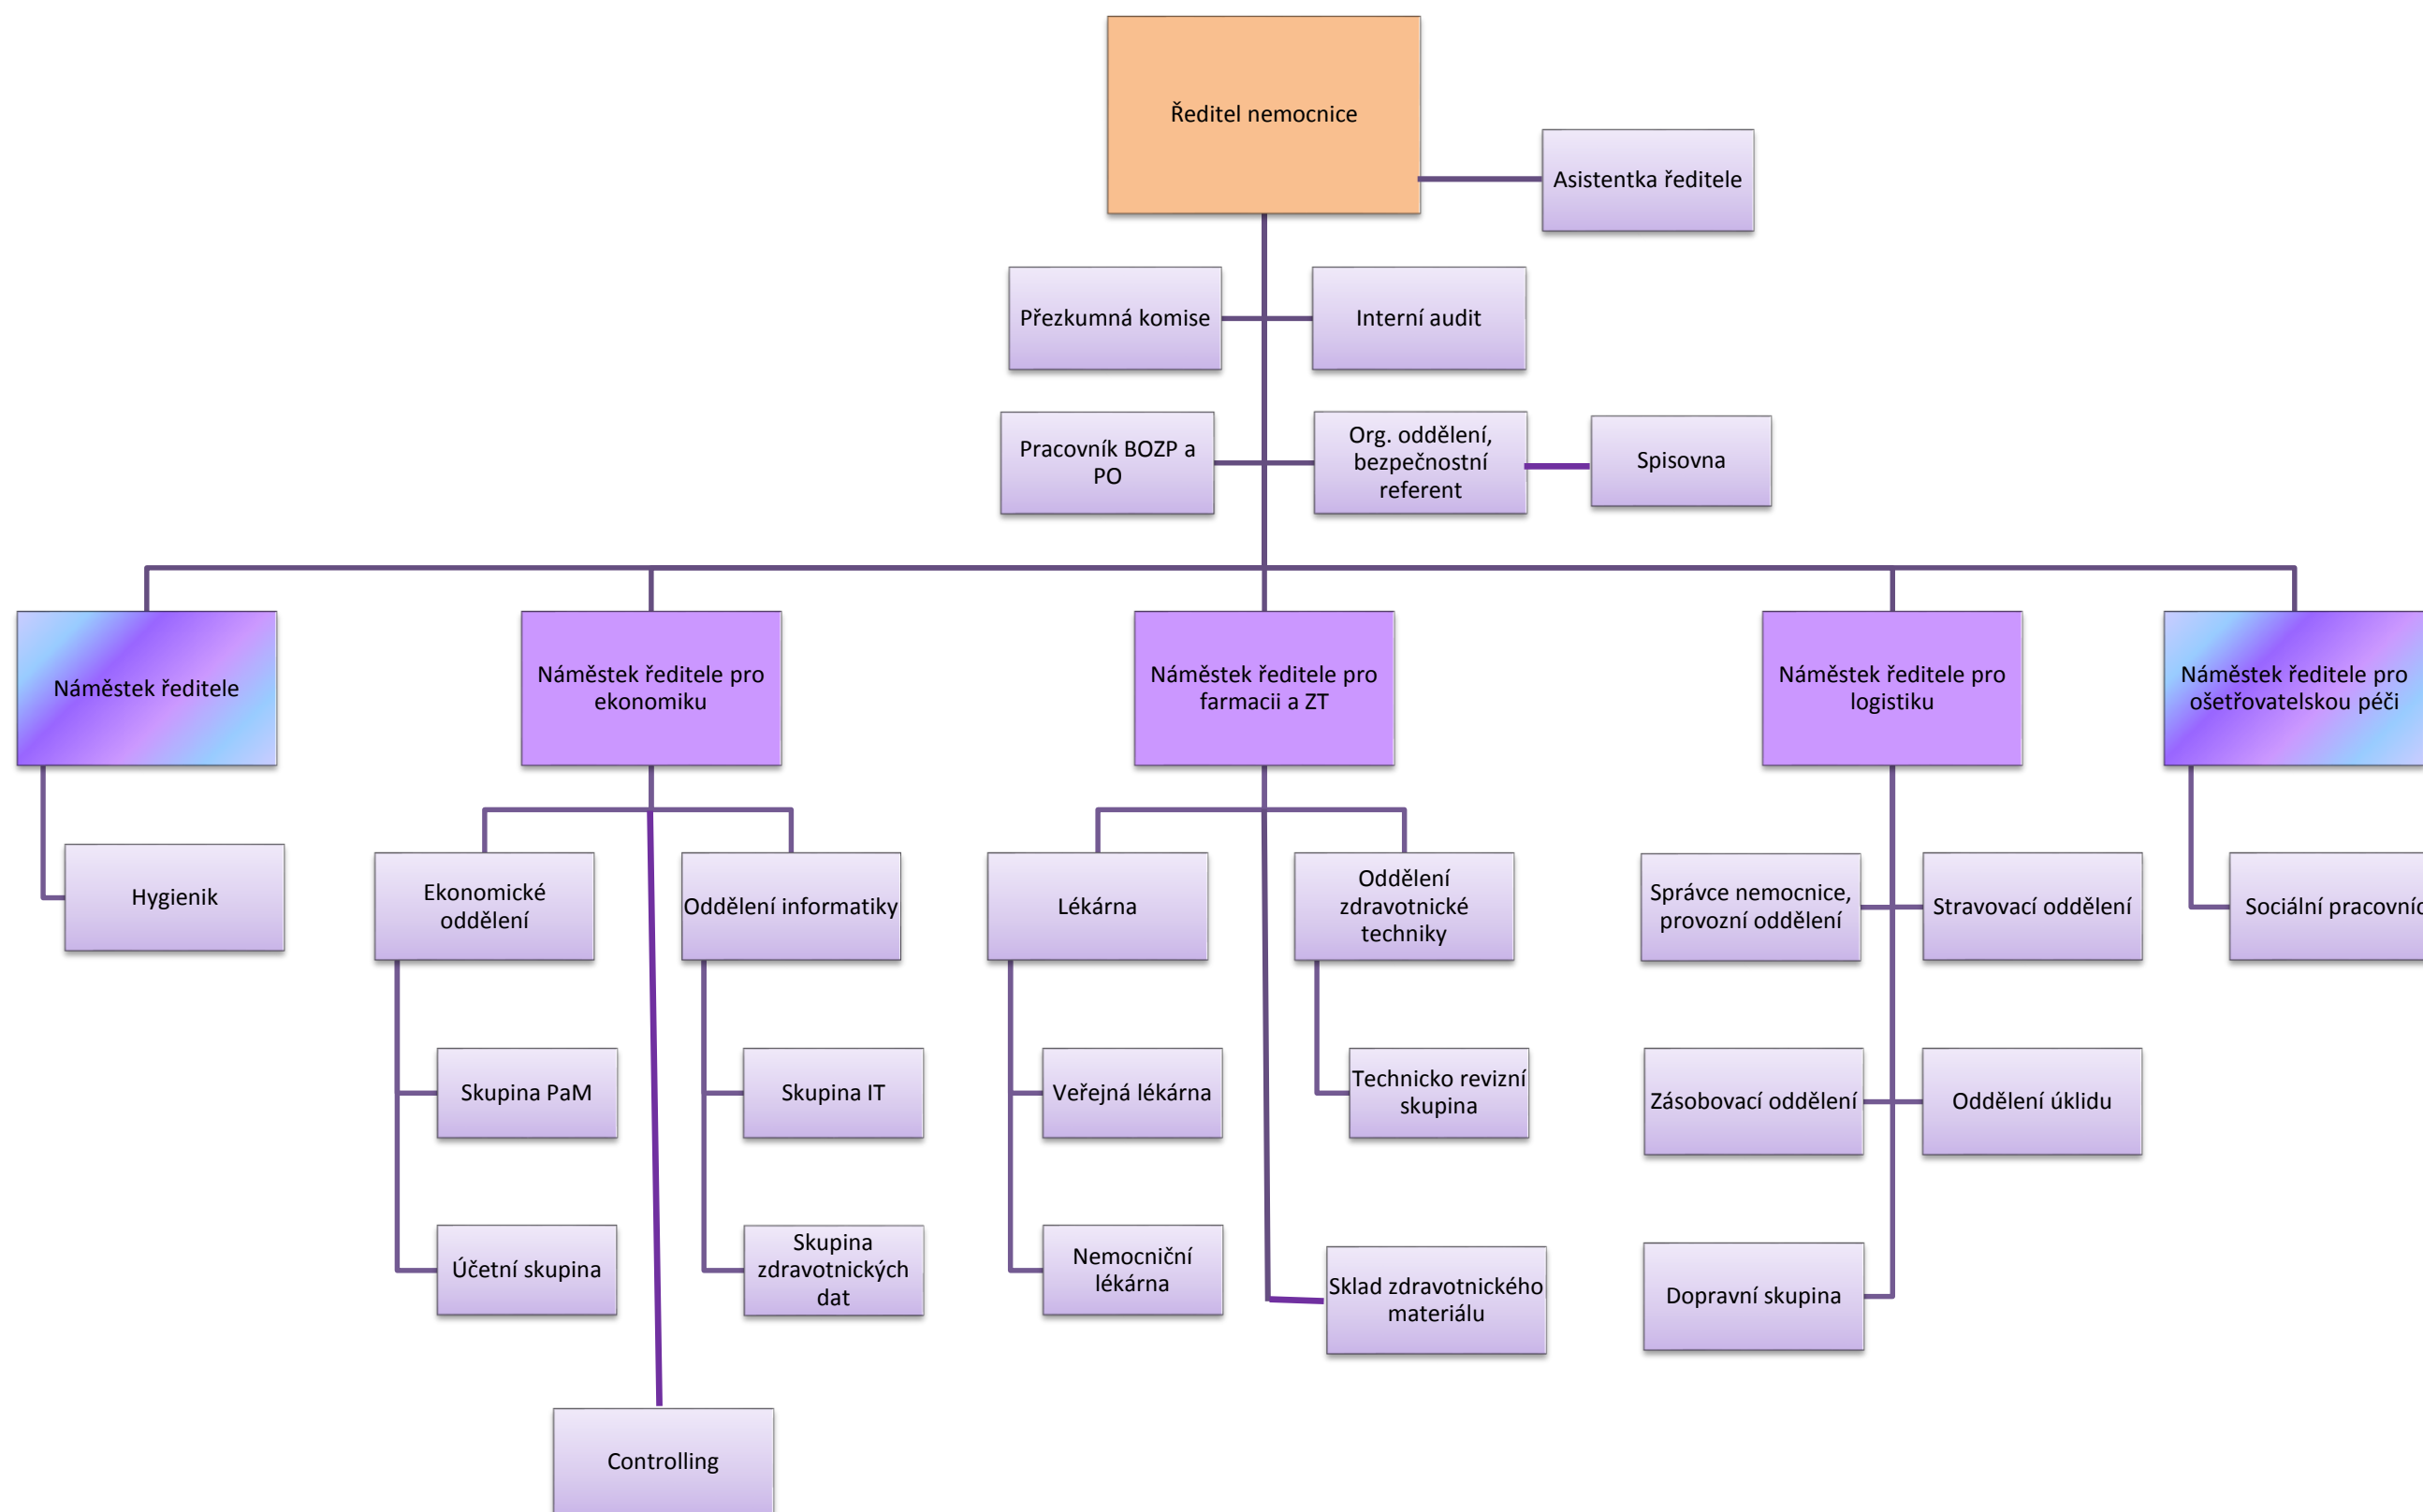 Ředitel nemocnice
Asistentka ředitele
Přezkumná komise
Interní audit
Pracovník BOZP a
PO
Org. oddělení,
bezpečnostní
referent
Spisovna
Náměstek ředitele
Náměstek ředitele pro
ekonomiku
Náměstek ředitele pro
farmacii a ZT
Náměstek ředitele pro
logistiku
Náměstek ředitele pro
ošetřovatelskou péči
Hygienik
Ekonomické
oddělení
Oddělení informatiky
Lékárna
Oddělení
zdravotnické
techniky
Správce nemocnice,
provozní oddělení
Stravovací oddělení
Sociální
Skupina PaM
Skupina IT
Veřejná lékárna
Technicko revizní
skupina
Zásobovací oddělení
Oddělení úklidu
Účetní skupina
Skupina
zdravotnických
dat
Nemocniční
lékárna
Sklad zdravotnického
materiálu
Dopravní skupina
Controlling